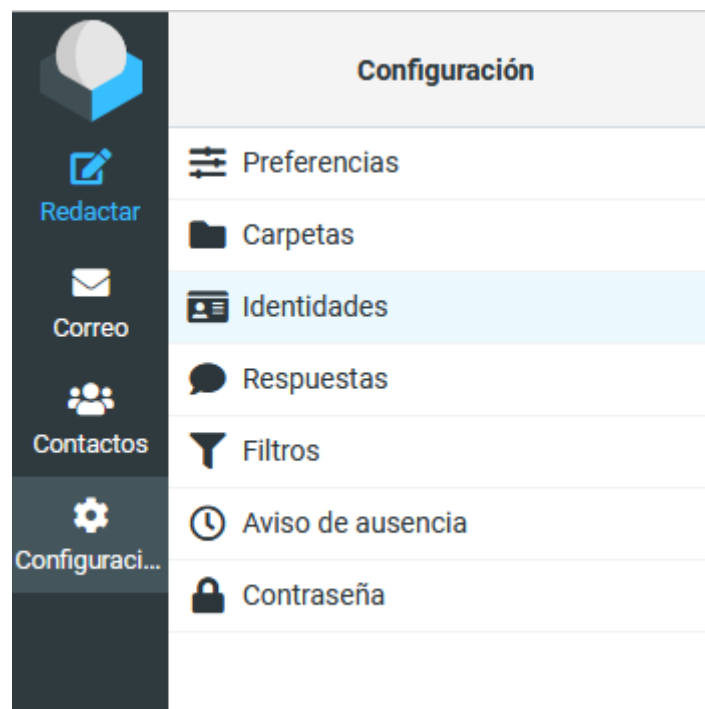 Configuración
Redactar
Correo
Contactos
Configuraci...
Preferencias
Carpetas
Identidades
Respuestas
Filtros
Aviso de ausencia
Contraseña